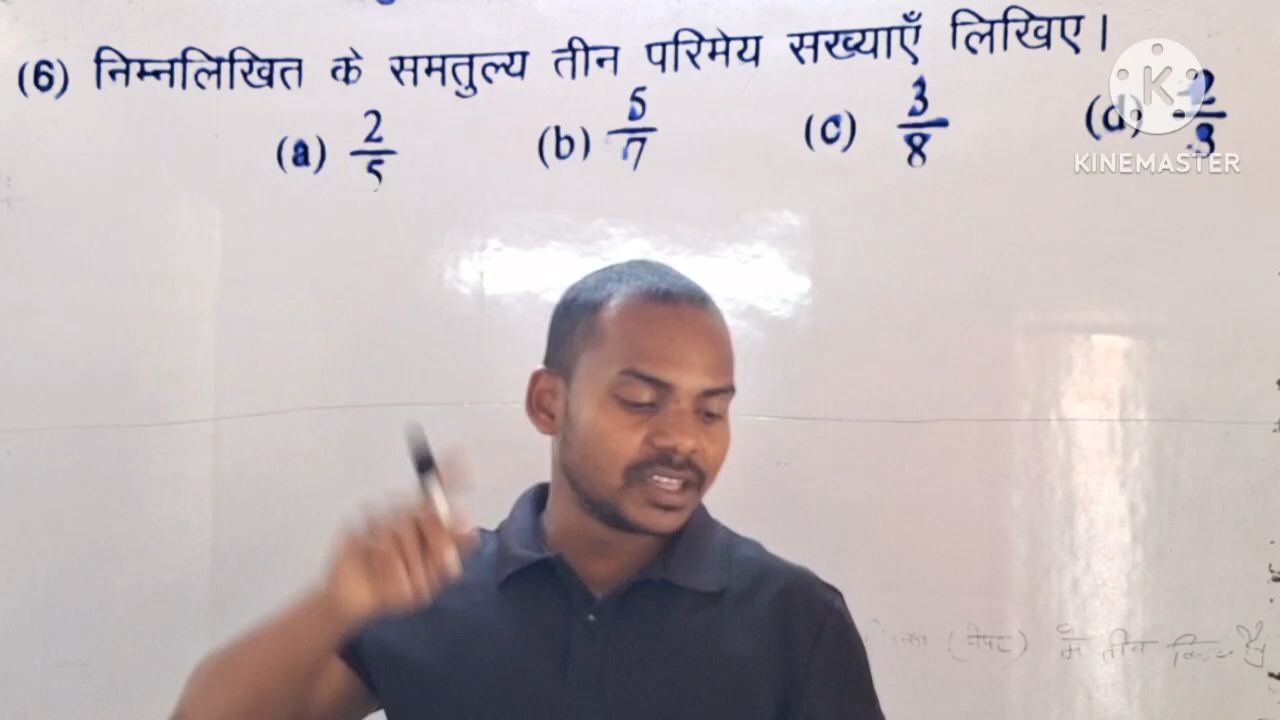 (6) निम्नलिखित के समतुल्य तीन परिमेय सख्याएँ लिखिए।
(a) 2/5 (b) 5/7 (c) 3/8 (d) -2/3
K
KINEMASTER
में तीन